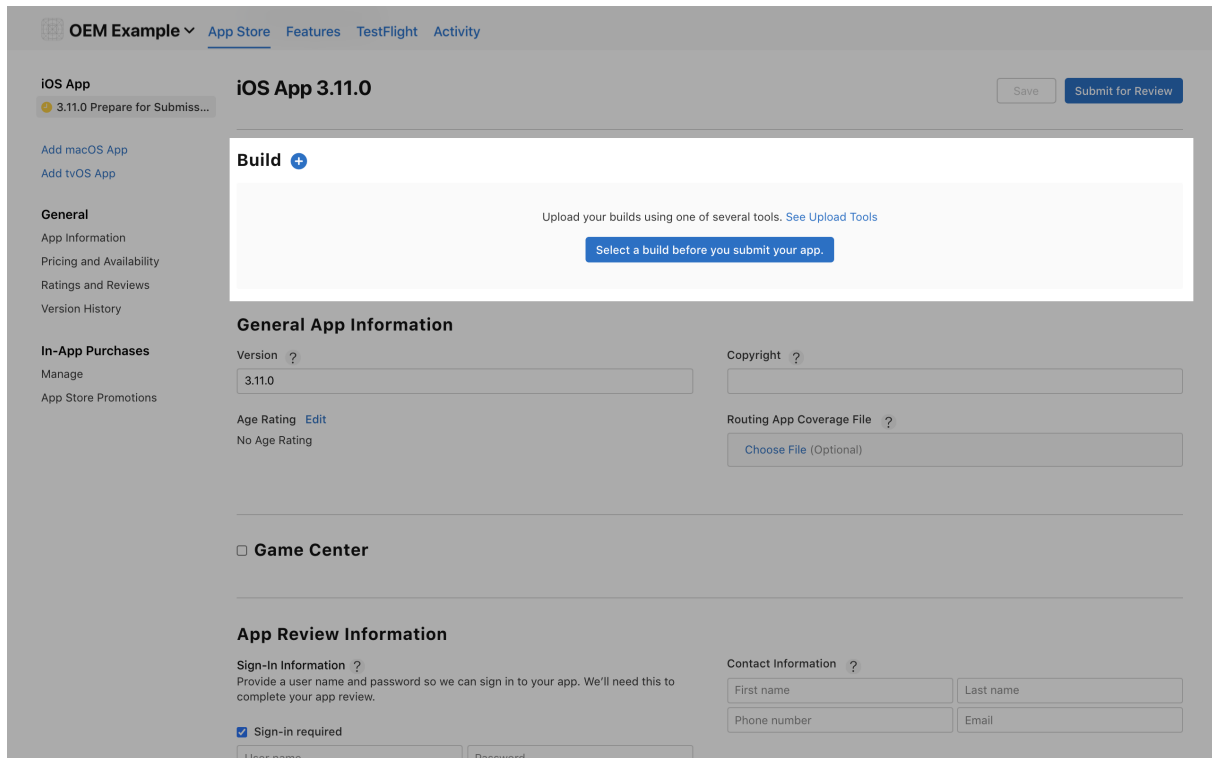 OEM Example
App Store Features TestFlight Activity
iOS App
3.11.0 Prepare for Submiss...
Add macOS App
Add tvOS App
General
App Information
Pricing and Availability
Ratings and Reviews
Version History
In-App Purchases
Manage
App Store Promotions
iOS App 3.11.0
Save
Submit for Review
Build
Upload your builds using one of several tools. See Upload Tools
Select a build before you submit your app.
General App Information
Version ?
3.11.0
Copyright ?
Age Rating Edit
No Age Rating
Routing App Coverage File ?
Choose File (Optional)
Game Center
App Review Information
Sign-In Information ?
Provide a user name and password so we can sign in to your app. We'll need this to
complete your app review.
Sign-in required
User name
Password
Contact Information ?
First name
Last name
Phone number
Email